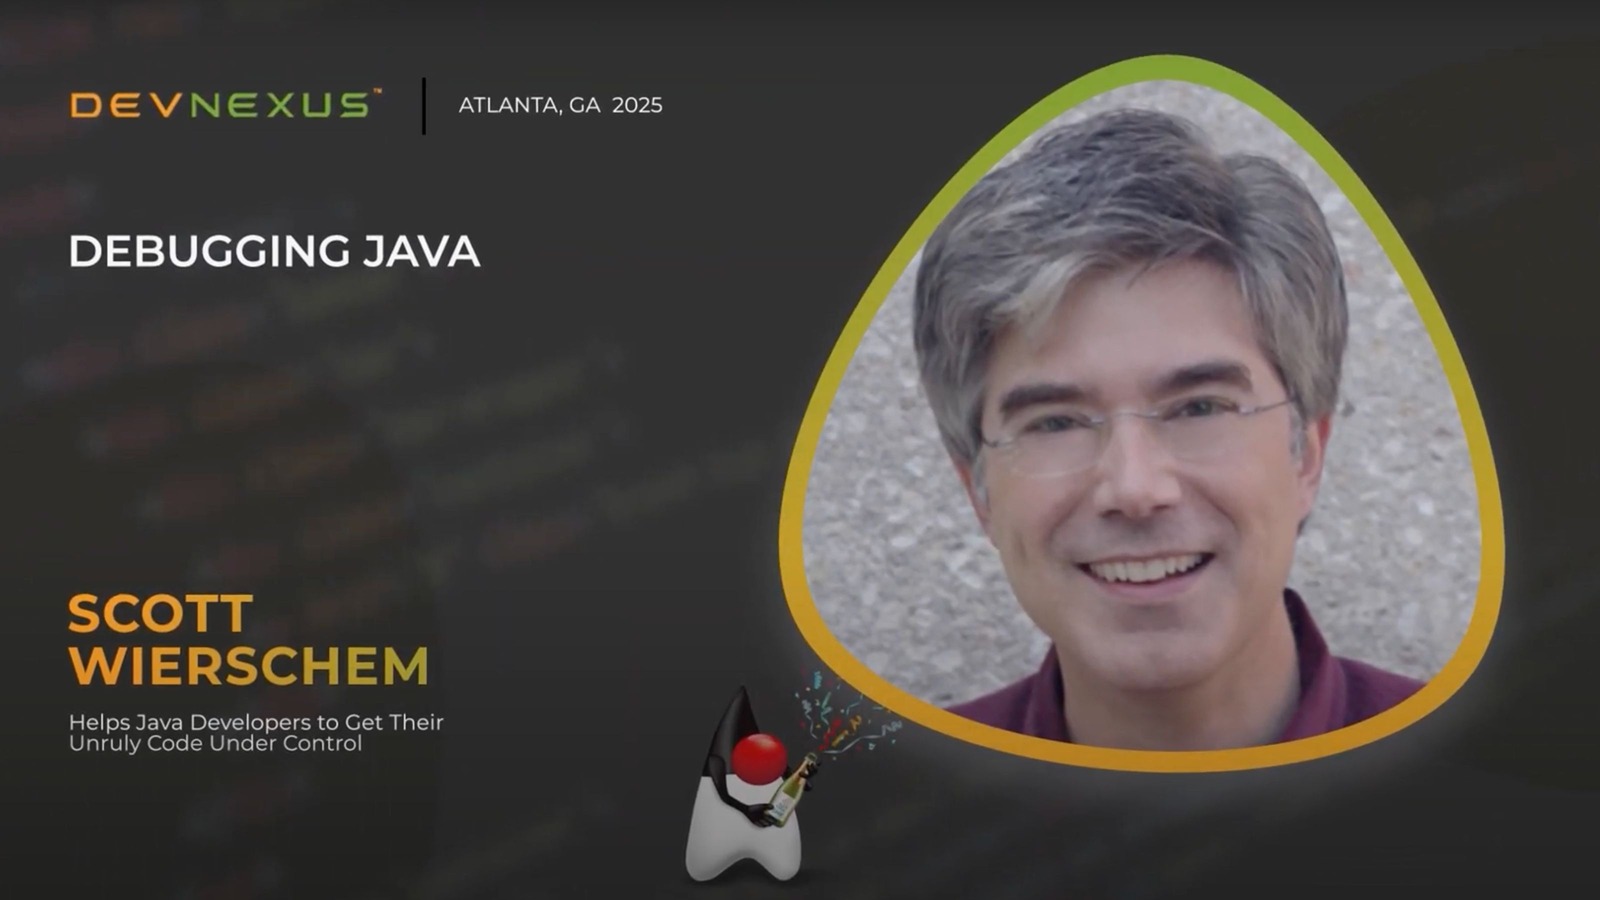 DEVNEXUS™
ATLANTA, GA 2025
DEBUGGING JAVA
SCOTT
WIERSCHEM
Helps Java Developers to Get Their
Unruly Code Under Control